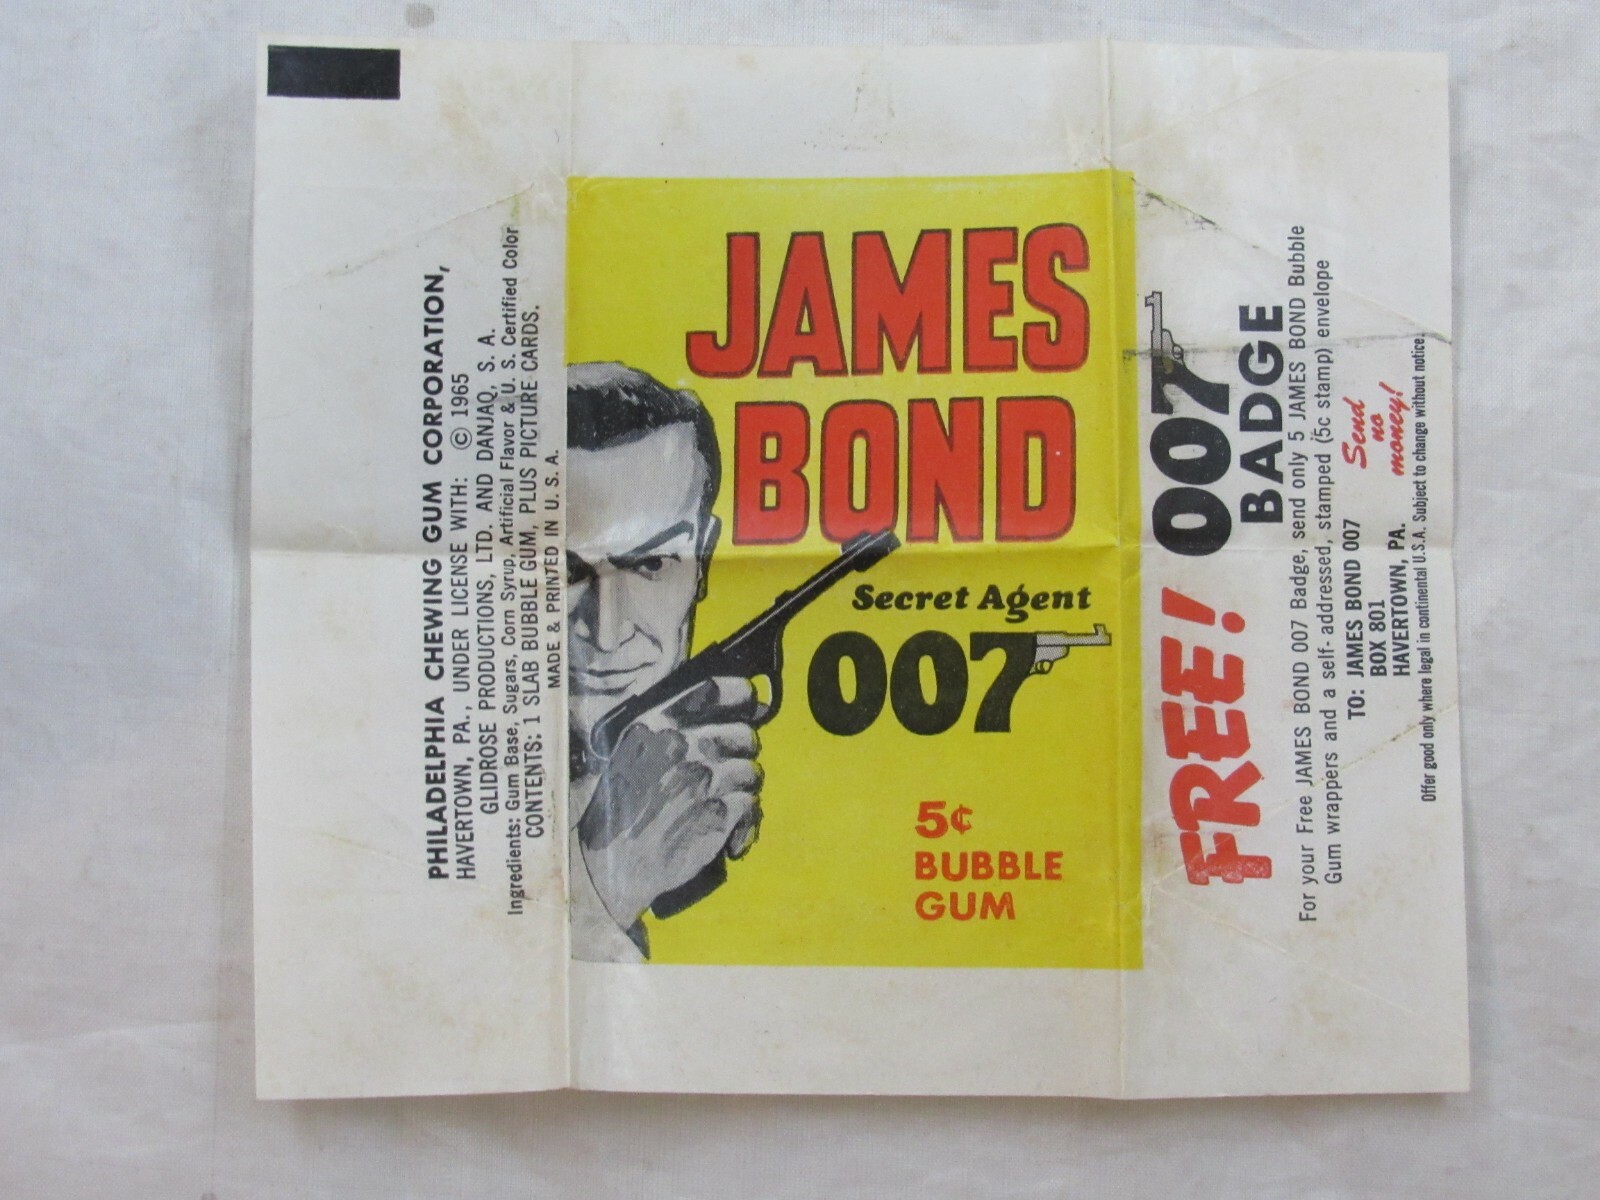 PHILADELPHIA CHEWING GUM CORPORATION,
HAVERTOWN, PA., UNDER LICENSE WITH: © 1965
GLIDROSE PRODUCTIONS, LTD. AND DANJAQ, S. A.
Ingredients: Gum Base, Sugars, Corn Syrup, Artificial Flavor & U. S. Certified Color
CONTENTS: 1 SLAB BUBBLE GUM, PLUS PICTURE CARDS.
MADE & PRINTED IN U. S. A.
JAMES
BOND
Secret Agent
007
5¢
BUBBLE
GUM
FREE! 007
BADGE
For your Free JAMES BOND 007 Badge, send only 5 JAMES BOND Bubble
Gum wrappers and a self-addressed, stamped (5c stamp) envelope
TO: JAMES BOND 007
BOX 801
HAVERTOWN, PA.
Send
no
money!
Offer good only where legal in continental U.S.A. Subject to change without notice.